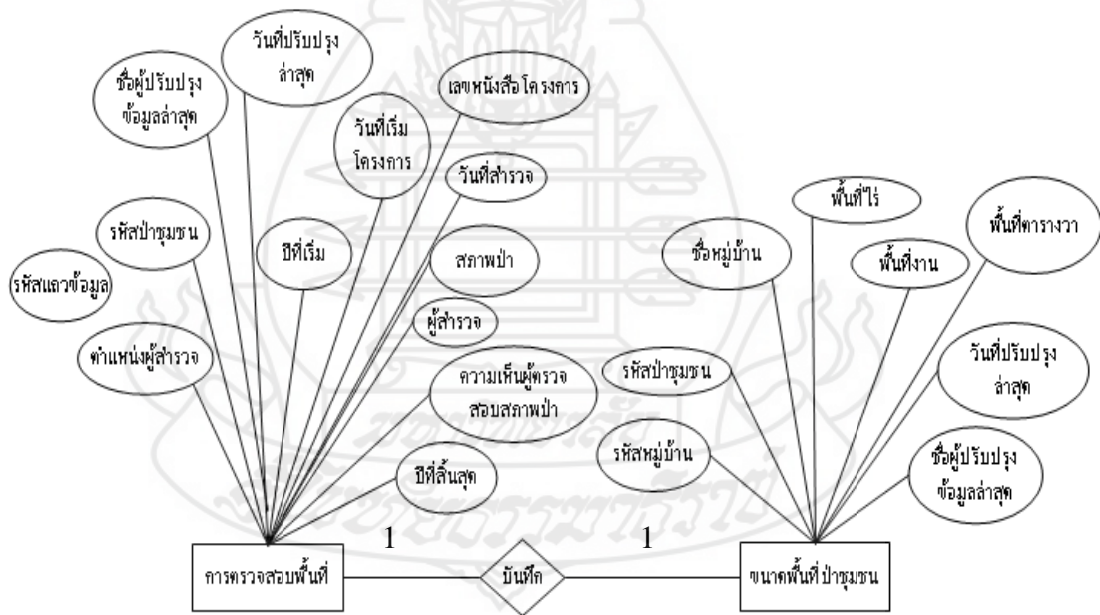 วันที่ปรับปรุง
ล่าสุด
ชื่อผู้ปรับปรุง
ข้อมูลล่าสุด
เลขหนังสือโครงการ
วันที่เริ่ม
โครงการ
วันที่สำรวจ
รหัสป่าชุมชน
ปีที่เริ่ม
สภาพป่า
รหัสแถวข้อมูล
ผู้สำรวจ
ตำแหน่งผู้สำรวจ
ความเห็นผู้ตรวจ
สอบสภาพป่า
ปีที่สิ้นสุด
พื้นที่ไร่
พื้นที่ตารางวา
ชื่อหมู่บ้าน
พื้นที่งาน
รหัสป่าชุมชน
วันที่ปรับปรุง
ล่าสุด
รหัสหมู่บ้าน
ชื่อผู้ปรับปรุง
ข้อมูลล่าสุด
1
1
การตรวจสอบพื้นที่
บันทึก
ขนาดพื้นที่ป่าชุมชน